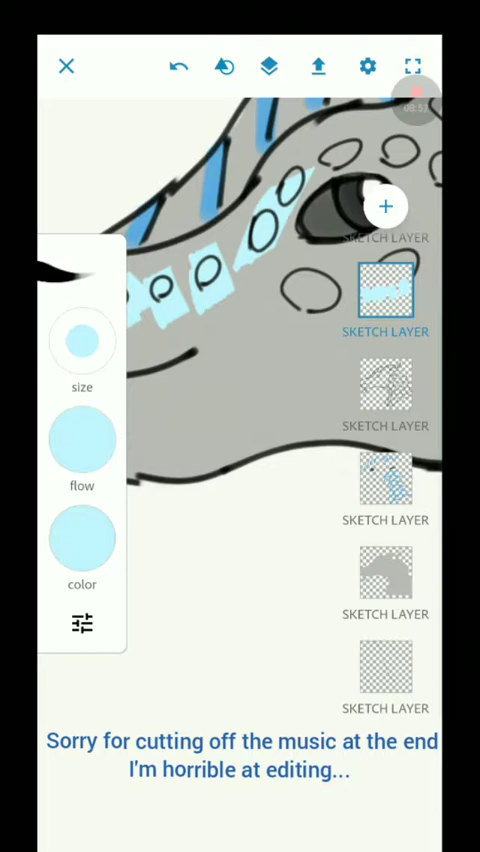 SKETCH LAYER
SKETCH LAYER
size
SKETCH LAYER
flow
SKETCH LAYER
color
SKETCH LAYER
SKETCH LAYER
Sorry for cutting off the music at the end
I'm horrible at editing...